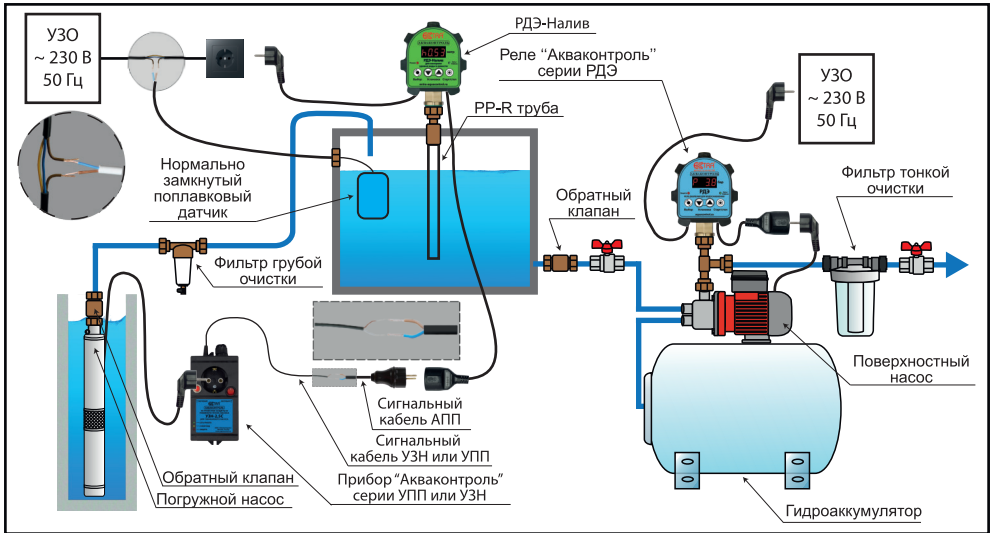 УЗО
~ 230 В
50 Гц
РДЭ-Налив
Реле “Акваконтроль”
серии РДЭ
УЗО
~ 230 В
50 Гц
PP-R труба
Нормально
замкнутый
поплавковый
датчик
Обратный
клапан
РДЭ
Фильтр тонкой
очистки
Фильтр грубой
очистки
Поверхностный
насос
Сигнальный
кабель АПП
Сигнальный
кабель УЗН или УПП
Прибор “Акваконтроль”
серии УПП или УЗН
Обратный клапан
Погружной насос
Гидроаккумулятор